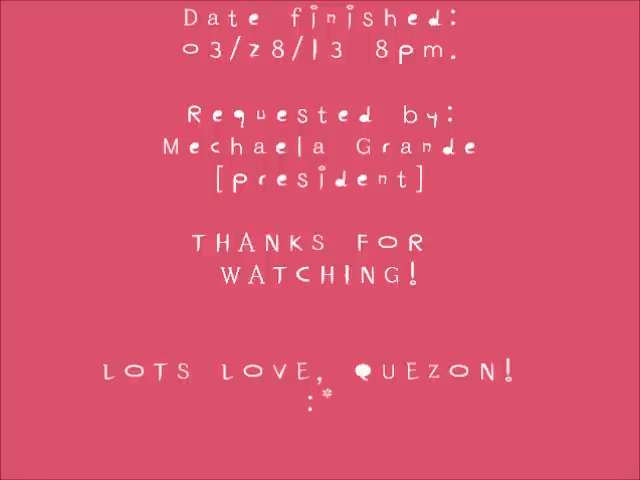 Date finished:
03/28/13 8pm.
Requested by:
Mechaela Grande
[president]
THANKS FOR
WATCHING!
LOTS LOVE, QUEZON!
:*